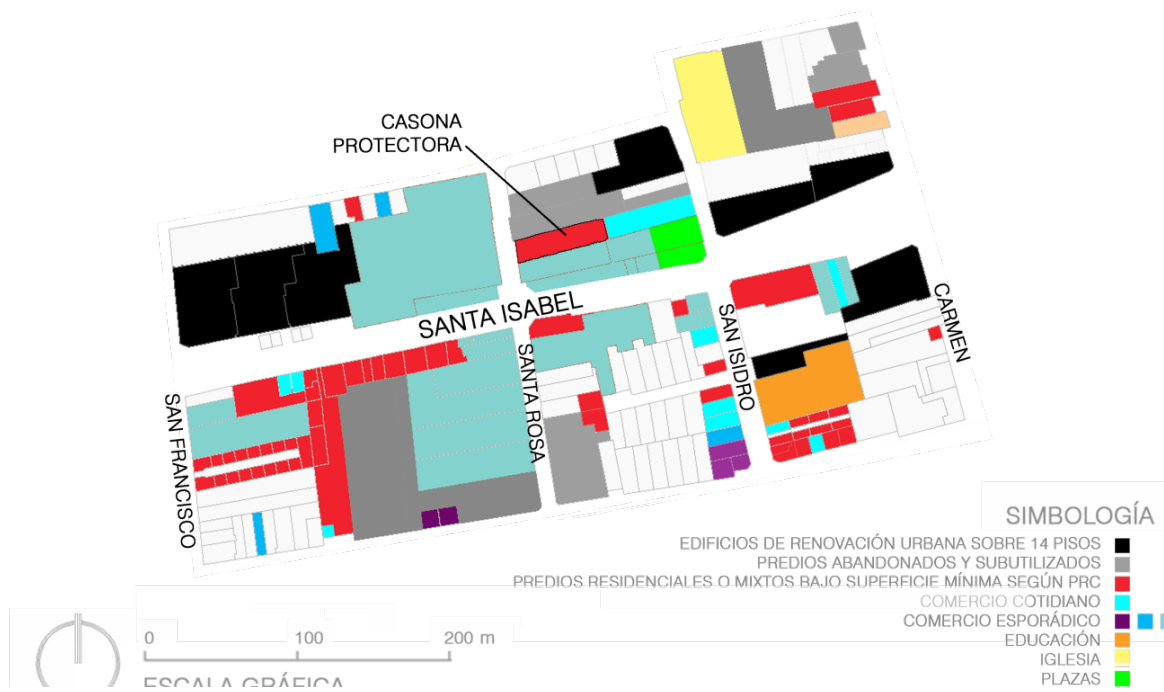 CASONA
PROTECTORA
SANTA ISABEL
SAN FRANCISCO
SANTA ROSA
SAN ISIDRO
CARMEN
SIMBOLOGÍA
EDIFICIOS DE RENOVACIÓN URBANA SOBRE 14 PISOS
PREDIOS ABANDONADOS Y SUBUTILIZADOS
PREDIOS RESIDENCIALES O MIXTOS BAJO SUPERFICIE MÍNIMA SEGÚN PRC
COMERCIO COTIDIANO
COMERCIO ESPORÁDICO
EDUCACIÓN
IGLESIA
PLAZAS
0 100 200 m
ESCALA GRÁFICA